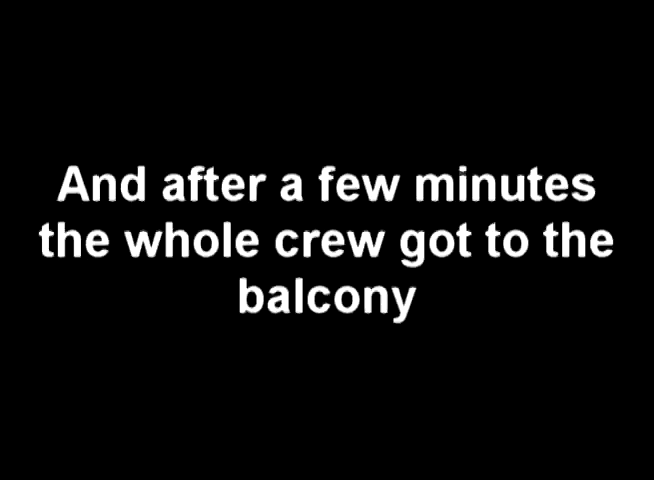 And after a few minutes
the whole crew got to the
balcony